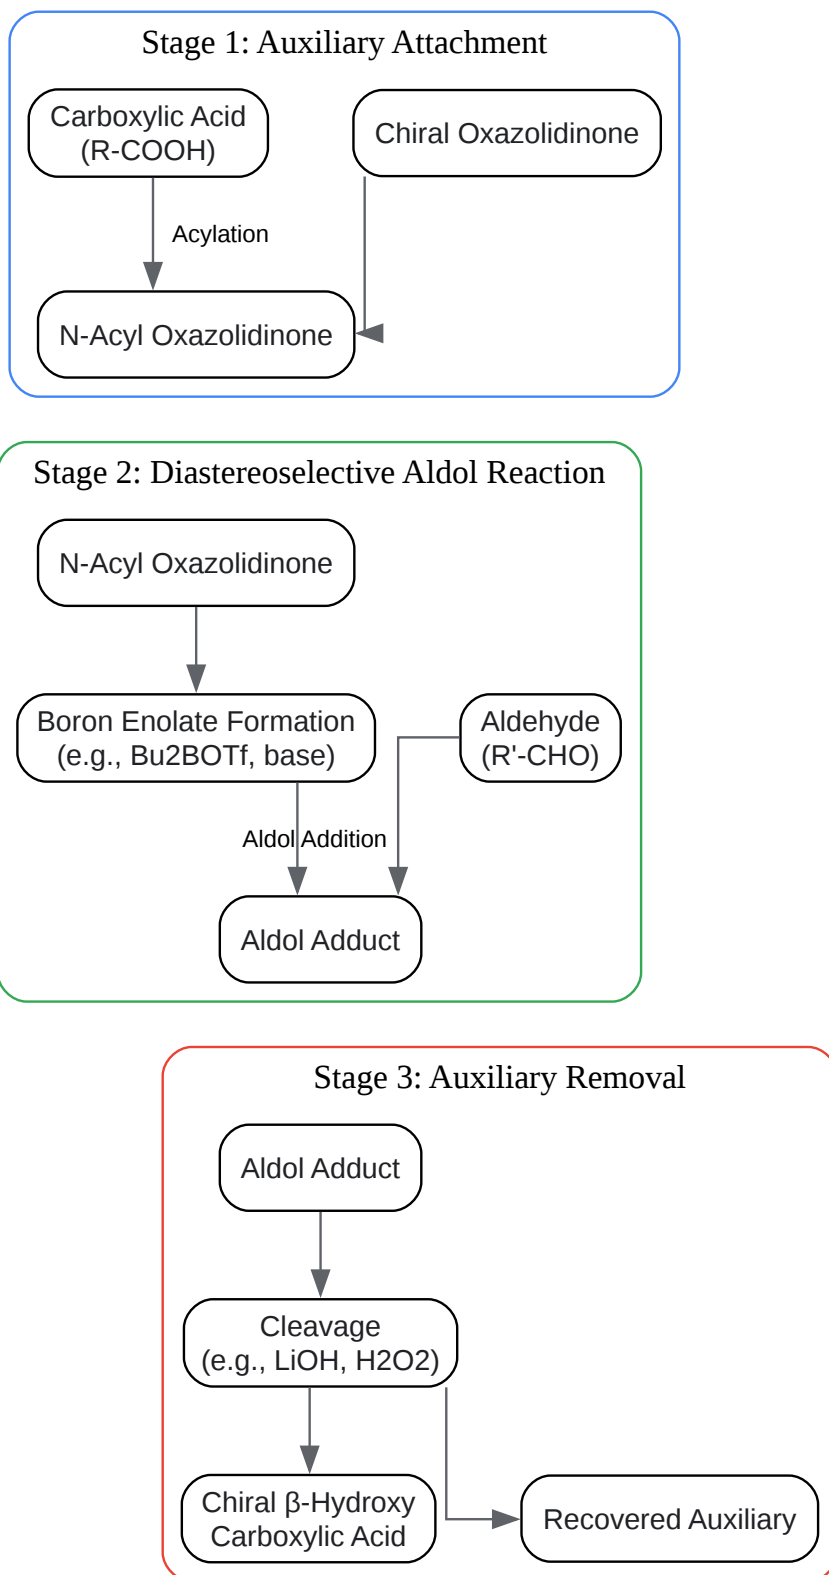 Stage 1: Auxiliary Attachment
Carboxylic Acid
(R-COOH)
Chiral Oxazolidinone
Acylation
N-Acyl Oxazolidinone
Stage 2: Diastereoselective Aldol Reaction
N-Acyl Oxazolidinone
Boron Enolate Formation
(e.g., Bu2BOTf, base)
Aldehyde
(R'-CHO)
Aldol Addition
Aldol Adduct
Stage 3: Auxiliary Removal
Aldol Adduct
Cleavage
(e.g., LiOH, H2O2)
Chiral β-Hydroxy
Carboxylic Acid
Recovered Auxiliary